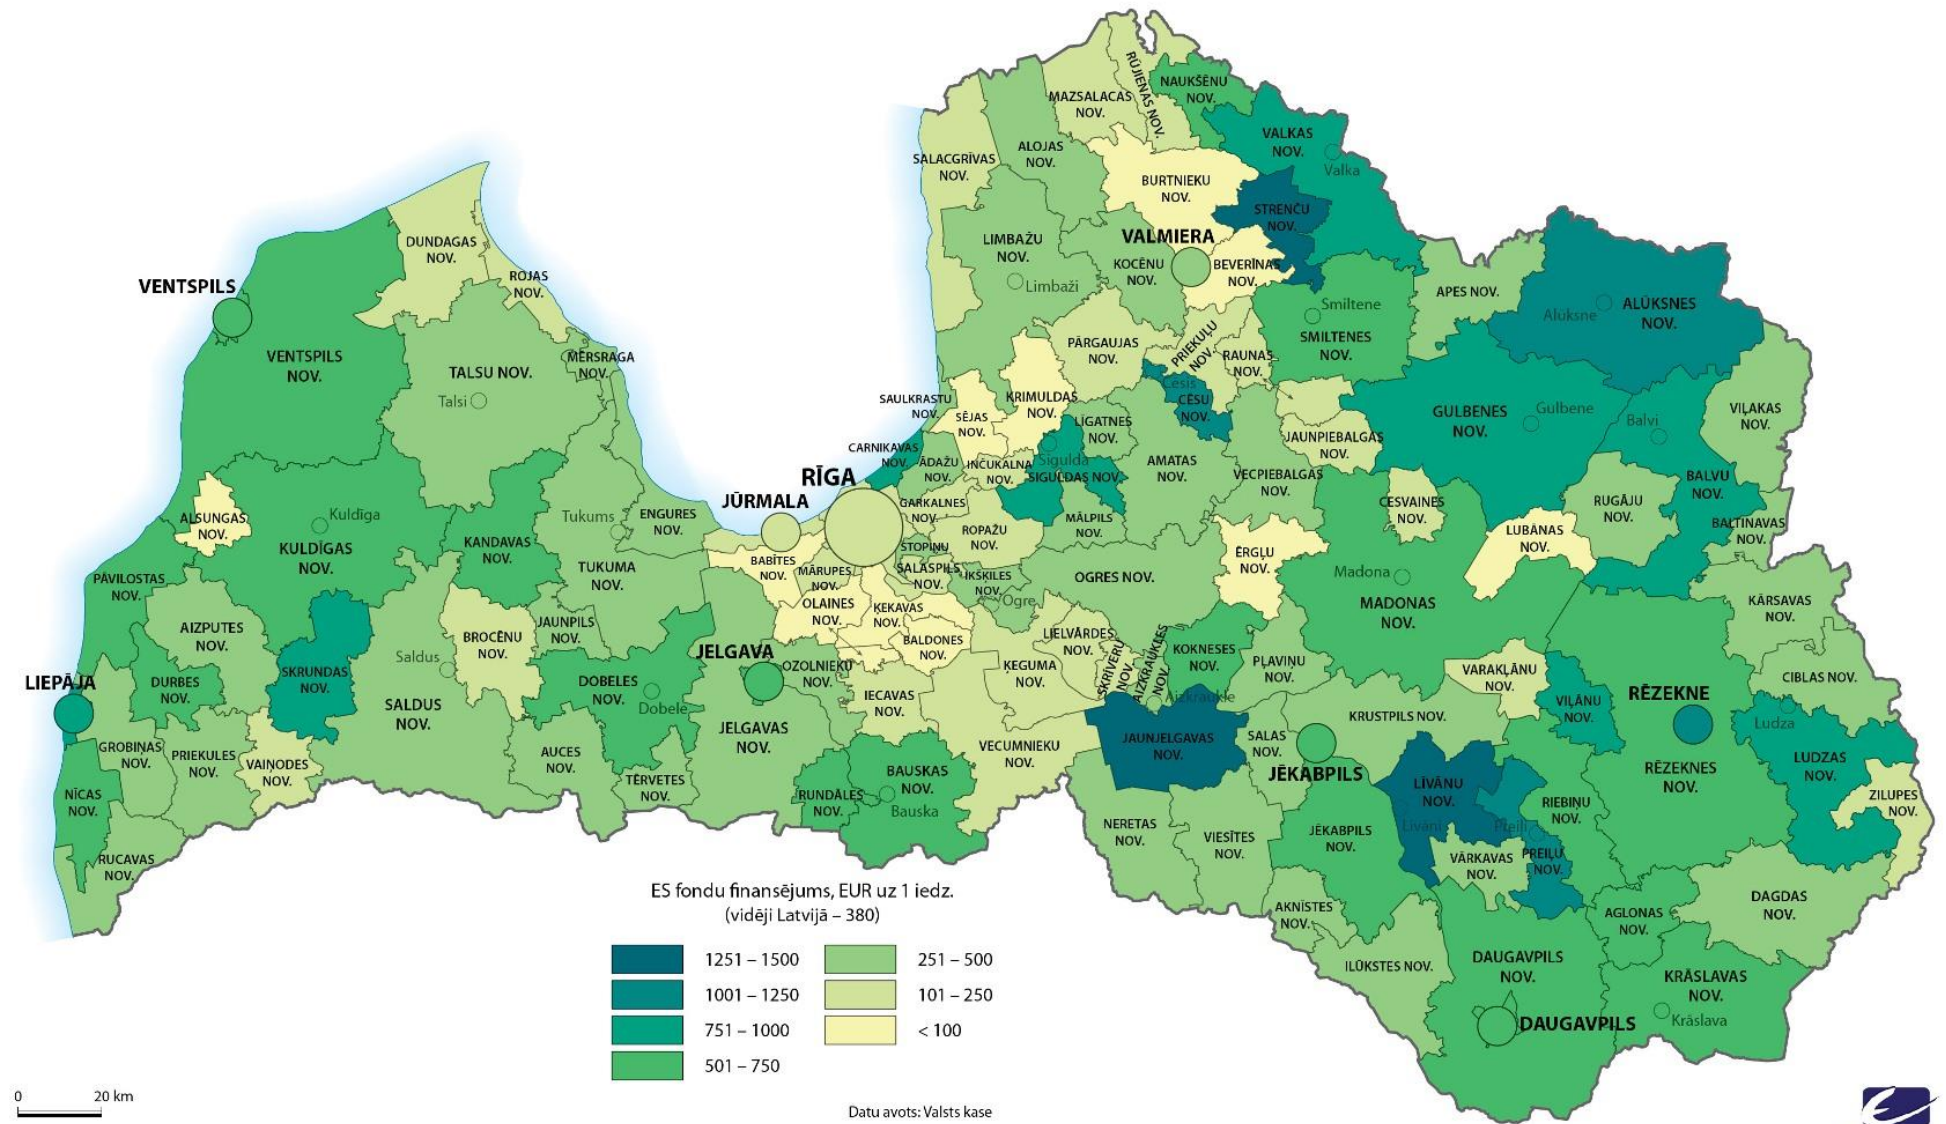 RŪJIENAS NOV.
NAUKŠĒNU
NOV.
MAZSALACAS
NOV.
VALKAS
NOV.
Valka
ALOJAS
NOV.
SALACGRĪVAS
NOV.
BURTNIEKU
NOV.
STRENČU
NOV.
LIMBAŽU
NOV.
Limbaži
VALMIERA
KOCĒNU
NOV.
BEVERĪNAS
NOV.
DUNDAGAS
NOV.
ROJAS
NOV.
VENTSPILS
VENTSPILS
NOV.
TALSU NOV.
Talsi
MĒRSRAGA
NOV.
Smiltene
SMILTENES
NOV.
APES NOV.
Alūksne
ALŪKSNES
NOV.
PĀRGAUJAS
NOV.
PRIEKUĻU
NOV.
RAUNAS
NOV.
Cēsis
CĒSU
NOV.
SAULKRASTU
NOV.
SĒJAS
NOV.
KRIMULDAS
NOV.
LĪGATNES
NOV.
JAUNPIEBALGAS
NOV.
GULBENES
NOV.
Gulbene
Balvi
VIĻAKAS
NOV.
CARNIKAVAS
NOV.
ĀDAŽU
NOV.
INČUKALNA
NOV.
Sigulda
SIGULDAS NOV.
AMATAS
NOV.
VECPIEBALGAS
NOV.
BALVU
NOV.
RĪGA
JŪRMALA
GARKALNES
NOV.
ROPAŽU
NOV.
MĀLPILS
NOV.
CESVAINES
NOV.
RUGĀJU
NOV.
BALTINAVAS
NOV.
LUBĀNAS
NOV.
ALSUNGAS
NOV.
Kuldīga
KULDĪGAS
NOV.
KANDAVAS
NOV.
Tukums
ENGURES
NOV.
TUKUMA
NOV.
BABĪTES
NOV.
MĀRUPES
NOV.
STOPIŅU
SALASPILS
NOV.
IKŠĶILES
NOV.
Ogre
OGRES NOV.
ĒRGĻU
NOV.
Madona
MADONAS
NOV.
KĀRSAVAS
NOV.
PĀVILOSTAS
NOV.
AIZPUTES
NOV.
BROCĒNU
NOV.
JAUNPILS
NOV.
OLAINES
NOV.
ĶEKAVAS
NOV.
BALDONES
NOV.
LIELVĀRDES
NOV.
SKRĪVERU
NOV.
AIZKRAUKLES
NOV.
Aizkraukle
KOKNESES
NOV.
PĻAVIŅU
NOV.
VARAKĻĀNU
NOV.
CIBLAS NOV.
LIEPĀJA
DURBES
NOV.
SKRUNDAS
NOV.
Saldus
SALDUS
NOV.
DOBELES
NOV.
Dobele
JELGAVA
OZOLNIEKU
NOV.
JELGAVAS
NOV.
IECAVAS
NOV.
ĶEGUMA
NOV.
VIĻĀNU
NOV.
RĒZEKNE
RĒZEKNES
NOV.
Ludza
LUDZAS
NOV.
GROBIŅAS
NOV.
PRIEKULES
NOV.
VAIŅODES
NOV.
AUCES
NOV.
TĒRVETES
NOV.
VECUMNIEKU
NOV.
JAUNJELGAVAS
NOV.
SALAS
NOV.
KRUSTPILS NOV.
JĒKABPILS
NĪCAS
NOV.
RUNDĀLES
NOV.
BAUSKAS
NOV.
Bauska
LĪVĀNU
NOV.
Līvāni
RIEBIŅU
NOV.
Preiļi
PREIĻU
NOV.
ZILUPES
NOV.
RUCAVAS
NOV.
NERETAS
NOV.
VIESĪTES
NOV.
JĒKABPILS
NOV.
VĀRKAVAS
NOV.
DAGDAS
NOV.
AKNĪSTES
NOV.
AGLONAS
NOV.
ILŪKSTES NOV.
DAUGAVPILS
NOV.
KRĀSLAVAS
NOV.
DAUGAVPILS
Krāslava
ES fondu finansējums, EUR uz 1 iedz.
(vidēji Latvijā – 380)
1251 – 1500
1001 – 1250
751 – 1000
501 – 750
251 – 500
101 – 250
< 100
0 20 km
Datu avots: Valsts kase